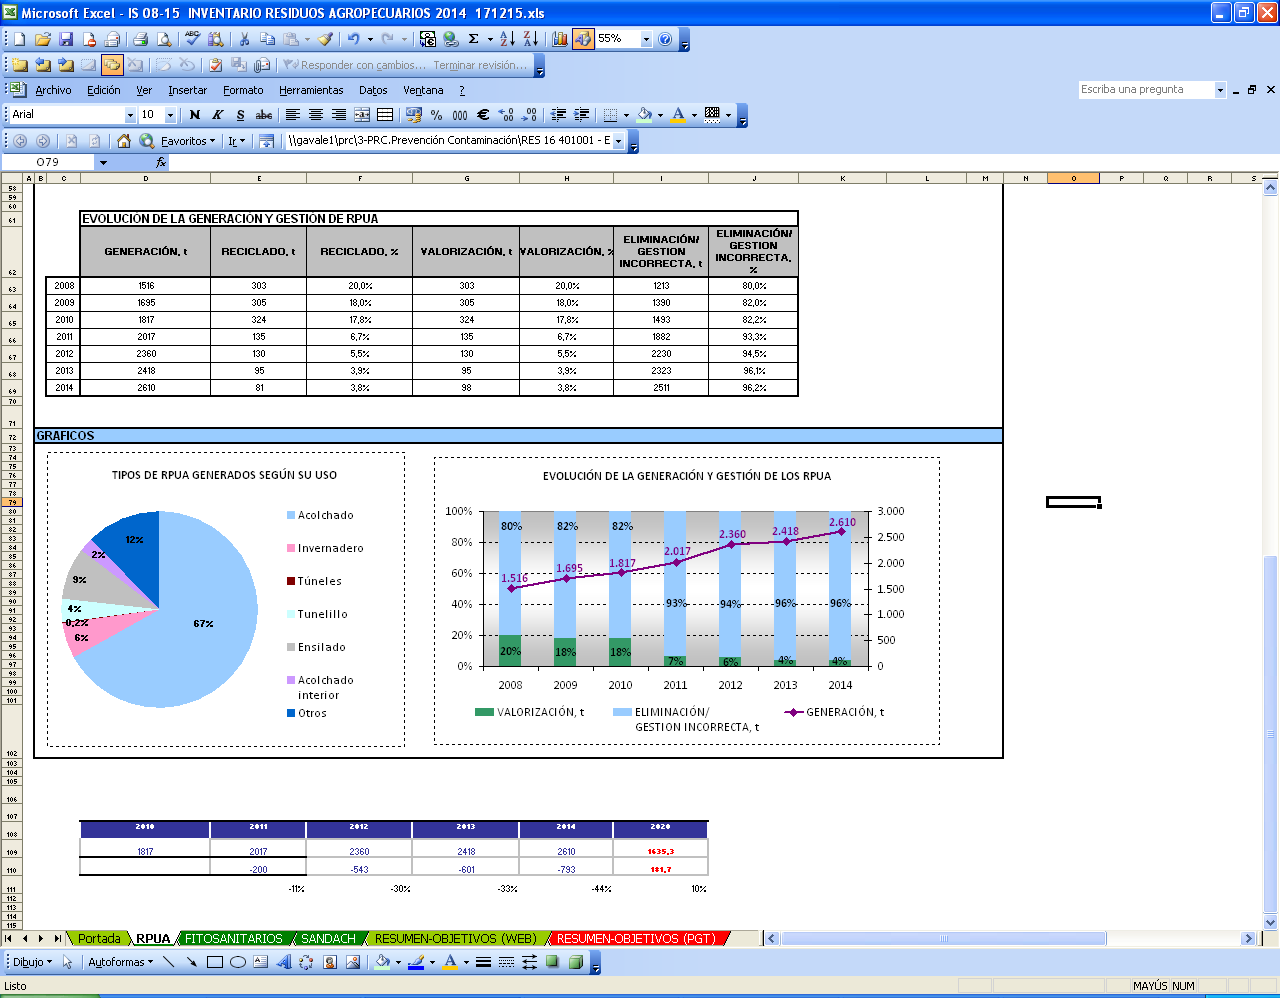 Microsoft Excel - IS 08-15 INVENTARIO RESIDUOS AGROPECUARIOS 2014 171215.xls
55%
Responder con cambios... Terminar revisión...
Archivo Edición Ver Insertar Formato Herramientas Datos Ventana ?
Escriba una pregunta
Arial 10 N K S abc % 000 €
Favoritos Ir \\gavale1\prc\3-PRC.Prevención Contaminación\RES 16 401001 - E
O79 fx
A B C D E F G H I J K L M N O P Q R S
EVOLUCIÓN DE LA GENERACIÓN Y GESTIÓN DE RPUA
GENERACIÓN, t RECICLADO, t RECICLADO, % VALORIZACIÓN, t VALORIZACIÓN, % ELIMINACIÓN/ GESTION INCORRECTA, t ELIMINACIÓN/ GESTION INCORRECTA, %
2008 1516 303 20,0% 303 20,0% 1213 80,0%
2009 1695 305 18,0% 305 18,0% 1390 82,0%
2010 1817 324 17,8% 324 17,8% 1493 82,2%
2011 2017 135 6,7% 135 6,7% 1882 93,3%
2012 2360 130 5,5% 130 5,5% 2230 94,5%
2013 2418 95 3,9% 95 3,9% 2323 96,1%
2014 2610 81 3,8% 98 3,8% 2511 96,2%
GRAFICOS
TIPOS DE RPUA GENERADOS SEGÚN SU USO
12%
2%
9%
4%
0,2%
6%
67%
Acolchado
Invernadero
Túneles
Tunelillo
Ensilado
Acolchado interior
Otros
EVOLUCIÓN DE LA GENERACIÓN Y GESTIÓN DE LOS RPUA
100%
80%
60%
40%
20%
0%
80% 82% 82% 93% 94% 96% 96%
1.516 1.695 1.817 2.017 2.360 2.418 2.610
20% 18% 18% 7% 6% 4% 4%
3.000
2.500
2.000
1.500
1.000
500
0
2008 2009 2010 2011 2012 2013 2014
VALORIZACIÓN, t ELIMINACIÓN/ GESTION INCORRECTA, t GENERACIÓN, t
2010 2011 2012 2013 2014 2020
1817 2017 2360 2418 2610 1635,3
-200 -543 -601 -793 181,7
-11% -30% -33% -44% 10%
Portada RPUA FITOSANITARIOS SANDACH RESUMEN-OBJETIVOS (WEB) RESUMEN-OBJETIVOS (PGT)
Dibujo Autoformas
Listo MAYÚS NUM